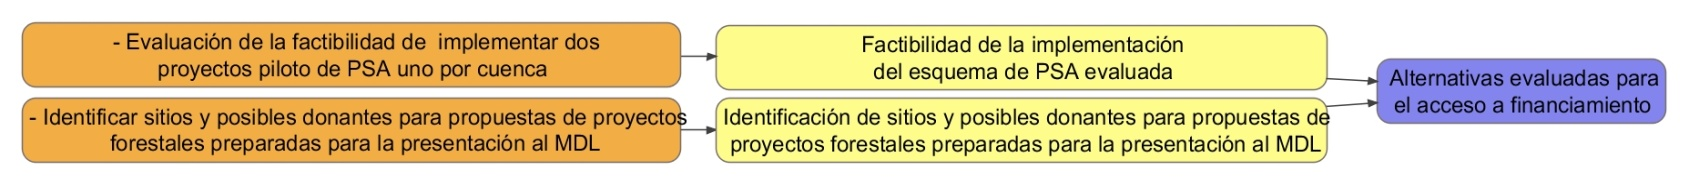 - Evaluación de la factibilidad de  implementar dos
proyectos piloto de PSA uno por cuenca
Factibilidad de la implementación
del esquema de PSA evaluada
- Identificar sitios y posibles donantes para propuestas de proyectos
forestales preparadas para la presentación al MDL
Identificación de sitios y posibles donantes para propuestas de
proyectos forestales preparadas para la presentación al MDL
Alternativas evaluadas para
el acceso a financiamiento